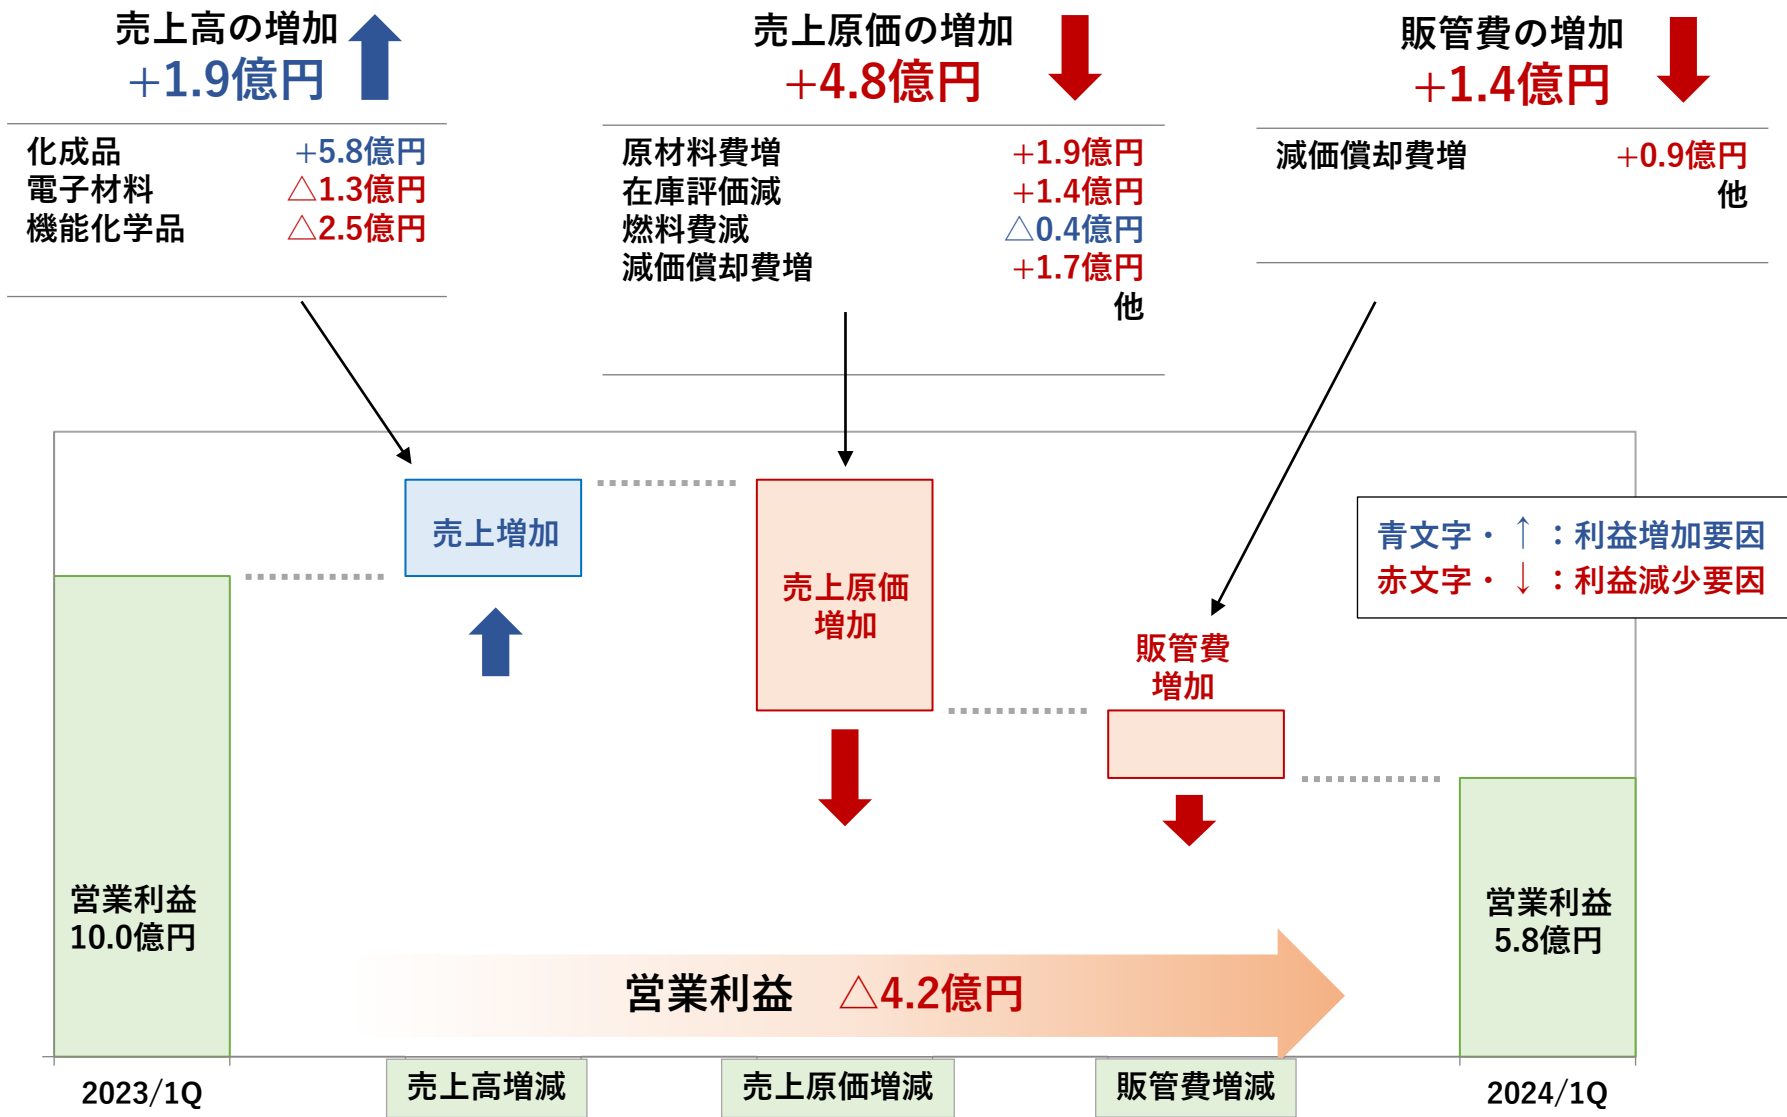 売上高の増加
+1.9億円
化成品 +5.8億円
電子材料 △1.3億円
機能化学品 △2.5億円
売上原価の増加
+4.8億円
原材料費増 +1.9億円
在庫評価減 +1.4億円
燃料費減 △0.4億円
減価償却費増 +1.7億円
他
販管費の増加
+1.4億円
減価償却費増 +0.9億円
他
売上増加
売上原価
増加
販管費
増加
青文字・↑：利益増加要因
赤文字・↓：利益減少要因
営業利益
10.0億円
営業利益
5.8億円
営業利益 △4.2億円
2023/1Q
売上高増減
売上原価増減
販管費増減
2024/1Q